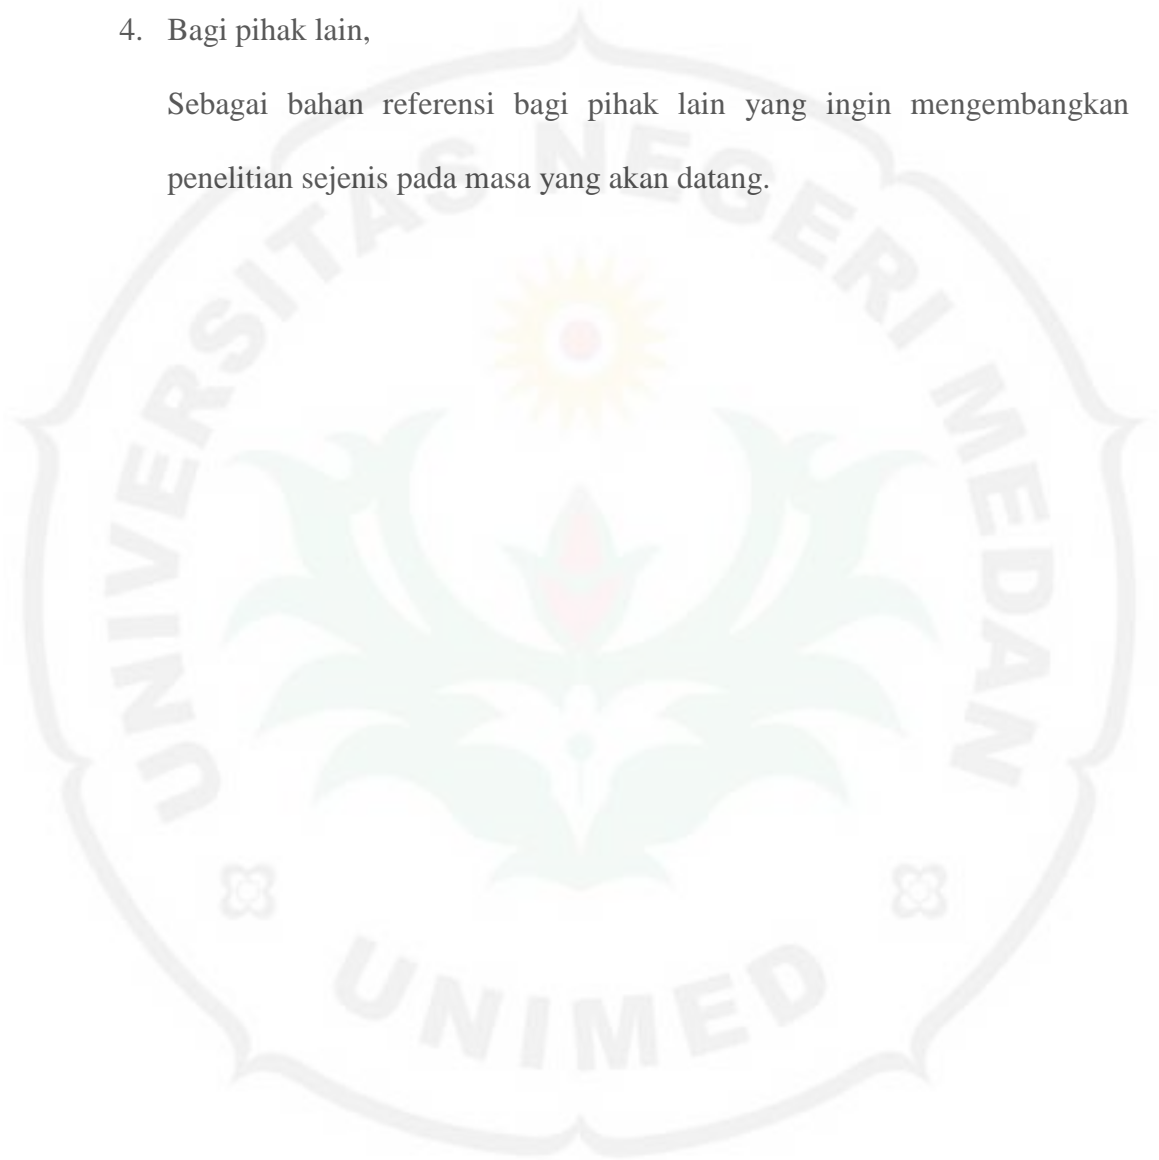 4. Bagi pihak lain,
Sebagai bahan referensi bagi pihak lain yang ingin mengembangkan
penelitian sejenis pada masa yang akan datang.
UNIVERSITAS NEGERI MEDAN
UNIMED